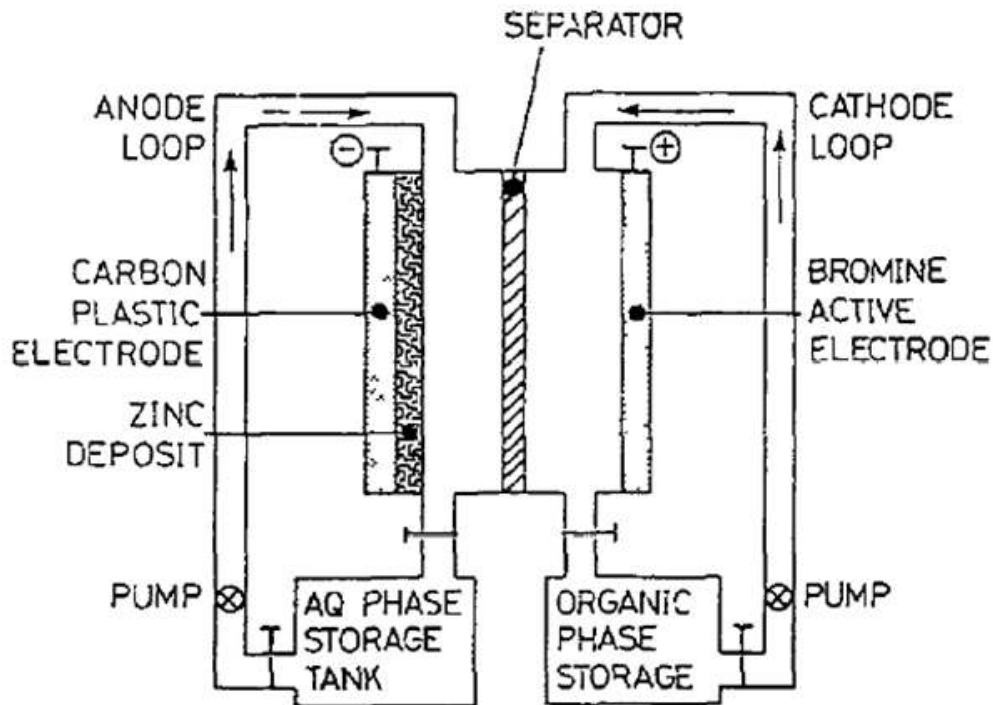 SEPARATOR
ANODE
LOOP
CATHODE
LOOP
⊖
⊕
CARBON
PLASTIC
ELECTRODE
BROMINE
ACTIVE
ELECTRODE
ZINC
DEPOSIT
PUMP
AQ PHASE
STORAGE
TANK
ORGANIC
PHASE
STORAGE
PUMP